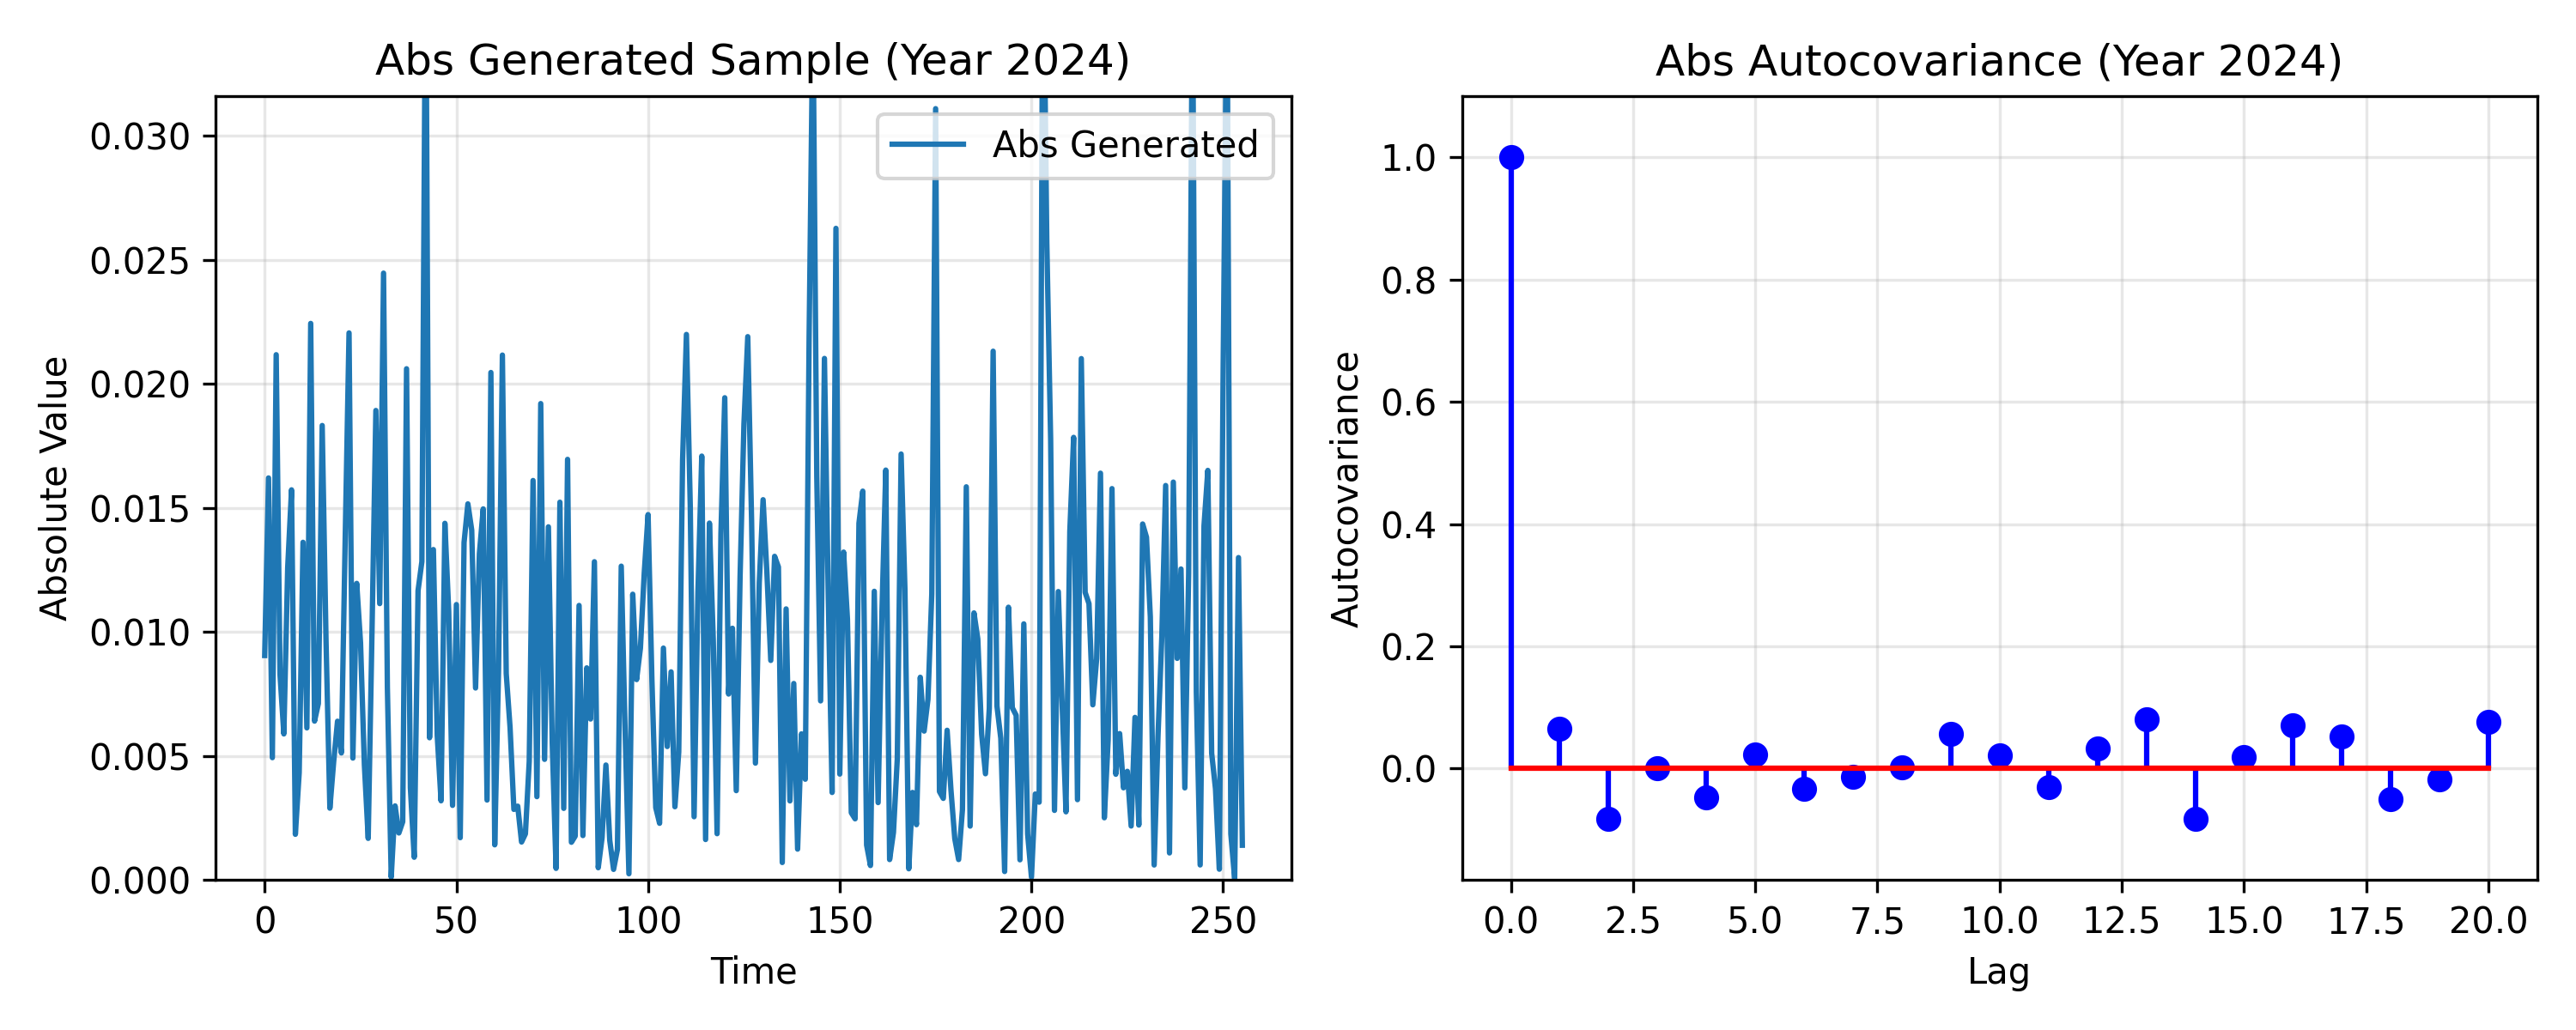 Abs Generated Sample (Year 2024)
Abs Generated
Absolute Value
0.030
0.025
0.020
0.015
0.010
0.005
0.000
0 50 100 150 200 250
Time
Abs Autocovariance (Year 2024)
Autocovariance
1.0
0.8
0.6
0.4
0.2
0.0
0.0 2.5 5.0 7.5 10.0 12.5 15.0 17.5 20.0
Lag